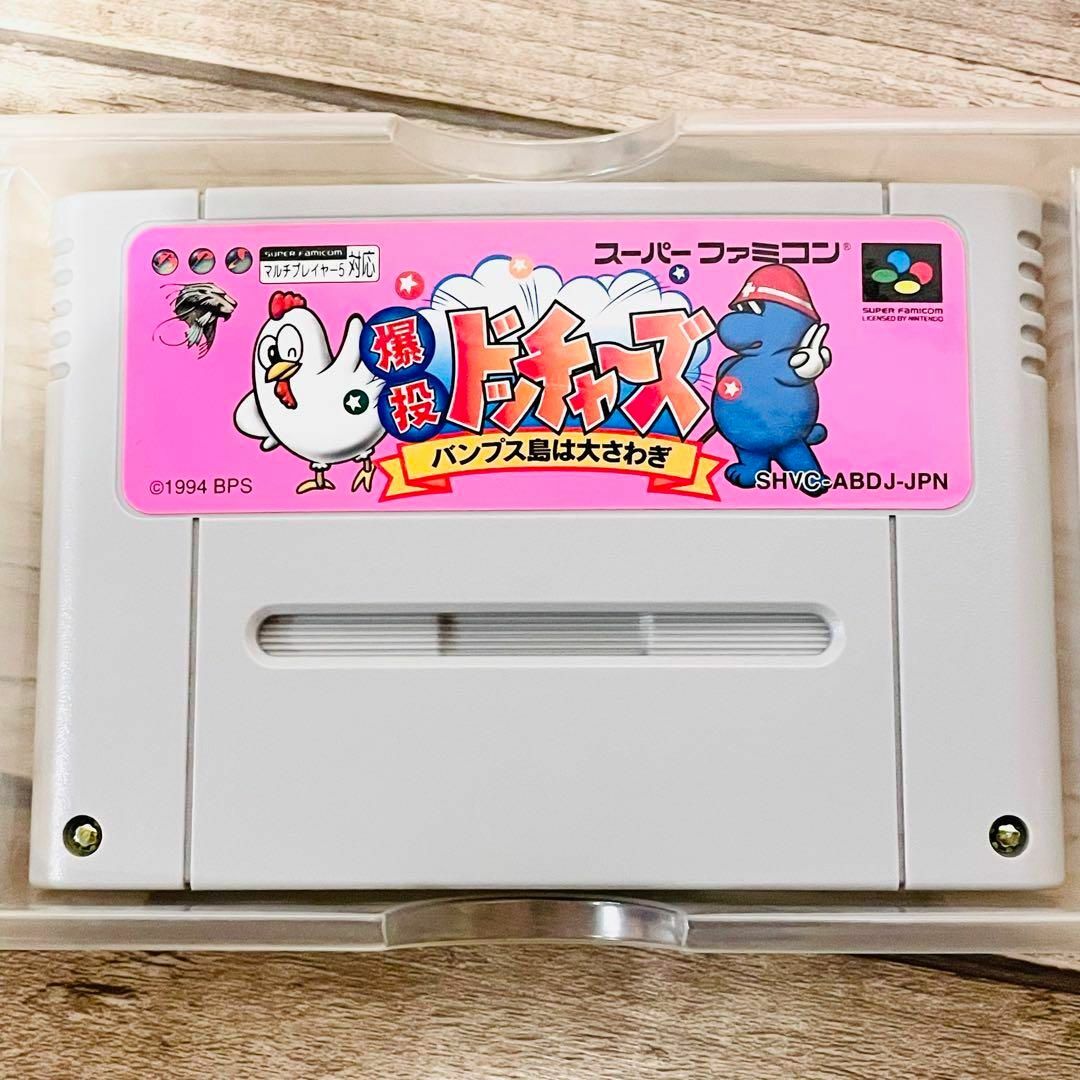 SUPER FAMICOM
マルチプレイヤー5 対応
スーパーファミコン®
SUPER FAMICOM
LICENSED BY NINTENDO
爆投
ドッチャーズ
バンプス島は大さわぎ
©1994 BPS
SHVC-ABDJ-JPN